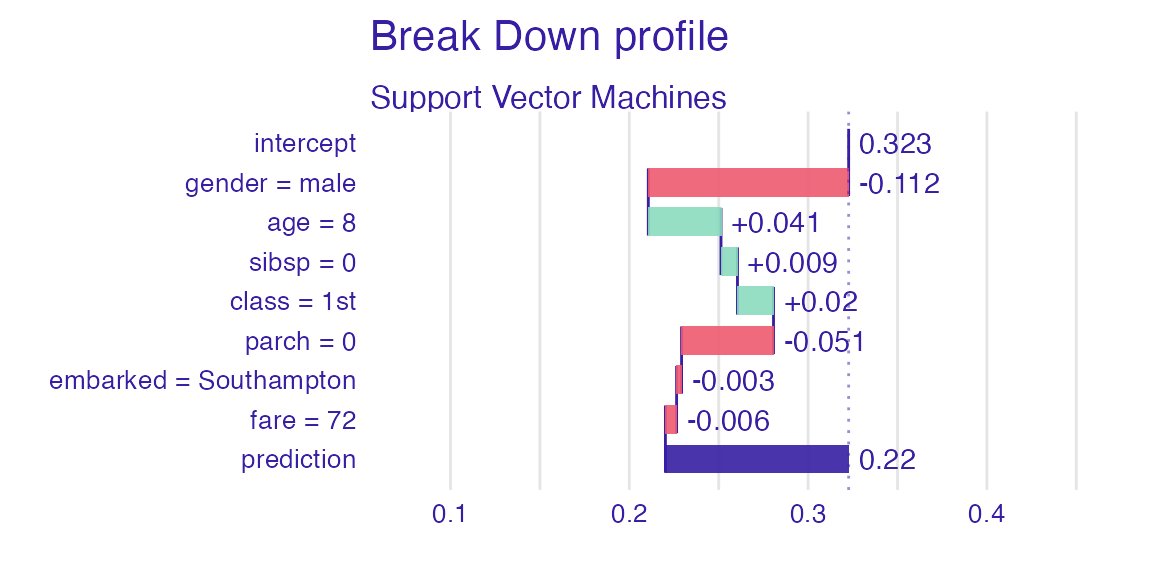 Break Down profile
Support Vector Machines
intercept 0.323
gender = male -0.112
age = 8 +0.041
sibsp = 0 +0.009
class = 1st +0.02
parch = 0 -0.051
embarked = Southampton -0.003
fare = 72 -0.006
prediction 0.22
0.1 0.2 0.3 0.4